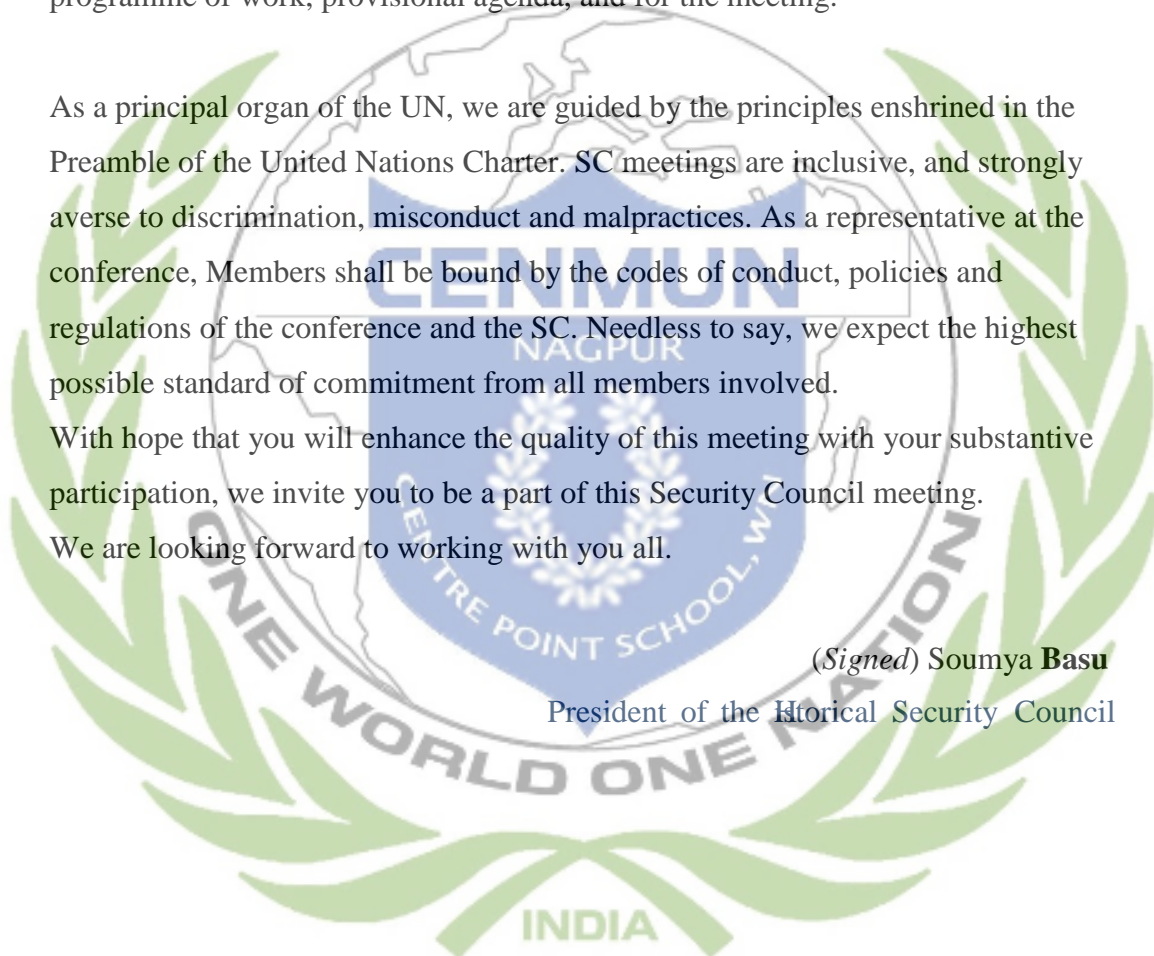 programme of work, provisional agenda, and for the meeting.
As a principal organ of the UN, we are guided by the principles enshrined in the
Preamble of the United Nations Charter. SC meetings are inclusive, and strongly
averse to discrimination, misconduct and malpractices. As a representative at the
conference, Members shall be bound by the codes of conduct, policies and
regulations of the conference and the SC. Needless to say, we expect the highest
possible standard of commitment from all members involved.
With hope that you will enhance the quality of this meeting with your substantive
participation, we invite you to be a part of this Security Council meeting.
We are looking forward to working with you all.
(Signed) Soumya Basu
President of the Historical Security Council
CENMUN
NAGPUR
CENTRE POINT SCHOOL, WN
ONE WORLD ONE NATION
INDIA